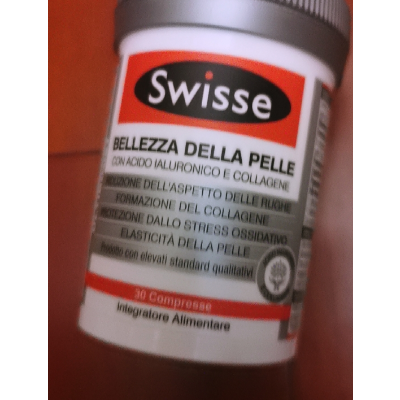 Swisse
BELLEZZA DELLA PELLE
CON ACIDO IALURONICO E COLLAGENE
RIDUZIONE DELL'ASPETTO DELLE RUGHE
FORMAZIONE DEL COLLAGENE
PROTEZIONE DALLO STRESS OSSIDATIVO
ELASTICITÀ DELLA PELLE
Prodotto con elevati standard qualitativi
30 Compresse
Integratore Alimentare